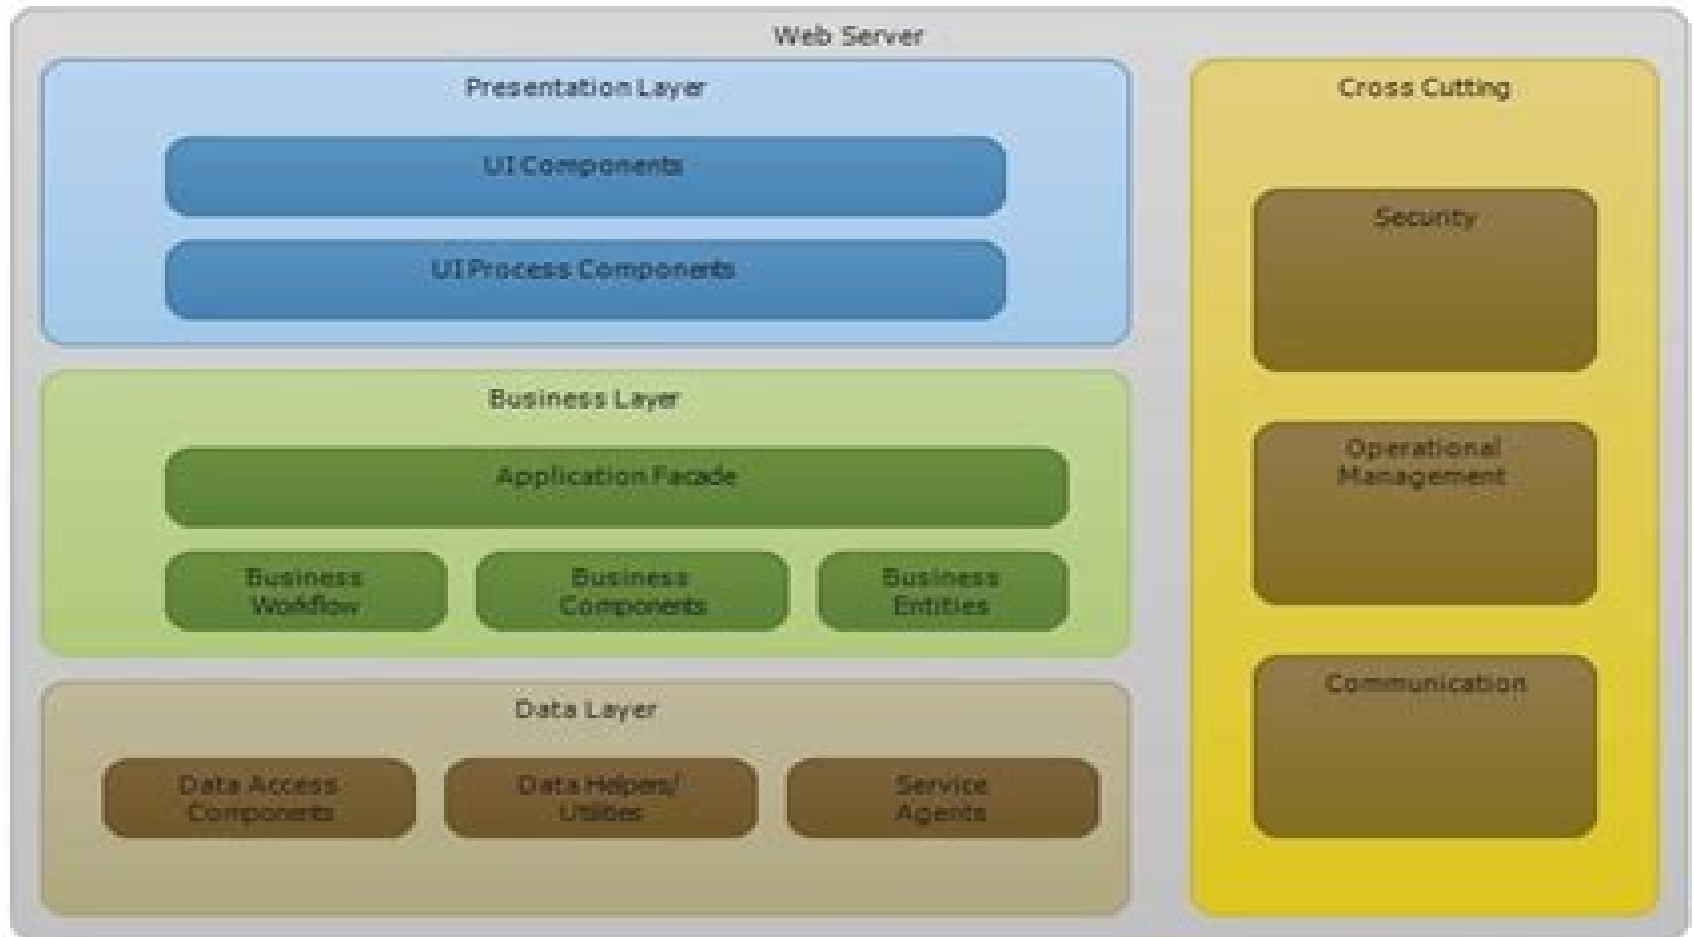 Web Server
Presentation Layer
UI Components
UI Process Components
Business Layer
Application Facade
Business
Workflow
Business
Components
Business
Entities
Data Layer
Data Access
Components
Data Helpers/
Utilities
Service
Agents
Cross Cutting
Security
Operational
Management
Communication